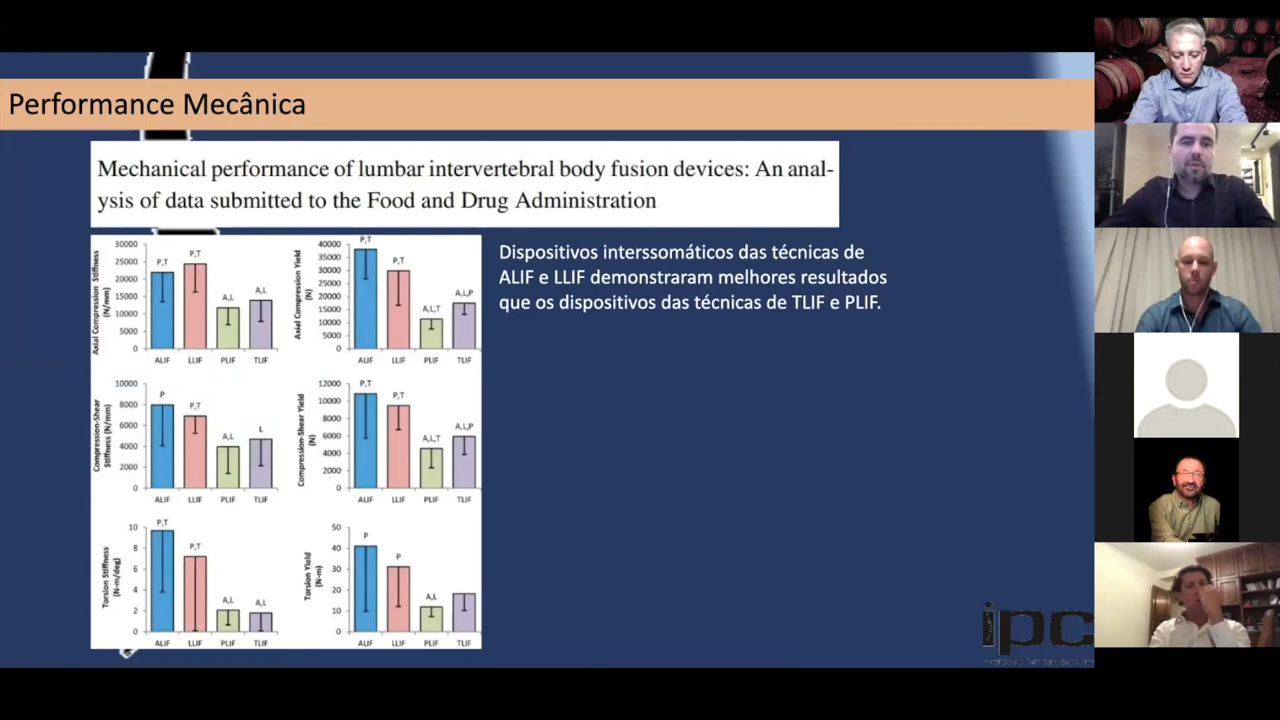 Performance Mecânica
Mechanical performance of lumbar intervertebral body fusion devices: An anal-
ysis of data submitted to the Food and Drug Administration
Dispositivos interssomáticos das técnicas de
ALIF e LLIF demonstraram melhores resultados
que os dispositivos das técnicas de TLIF e PLIF.
Axial Compression Stiffness
(N/mm)
30000
25000
20000
15000
10000
5000
0
P,T
P,T
A,L
A,L
ALIF LLIF PLIF TLIF
Axial Compression Yield
(N)
40000
35000
30000
25000
20000
15000
10000
5000
0
P,T
P,T
A,L,T
A,L,P
ALIF LLIF PLIF TLIF
Compression-Shear
Stiffness (N/mm)
10000
8000
6000
4000
2000
0
P
P,T
A,L
L
ALIF LLIF PLIF TLIF
Compression-Shear Yield
(N)
12000
10000
8000
6000
4000
2000
0
P,T
P,T
A,L,T
A,L,P
ALIF LLIF PLIF TLIF
Torsion Stiffness
(N-m/deg)
10
8
6
4
2
0
P,T
P,T
A,L
A,L
ALIF LLIF PLIF TLIF
Torsion Yield
(N-m)
50
40
30
20
10
0
P
P
A,L
ALIF LLIF PLIF TLIF
ipc